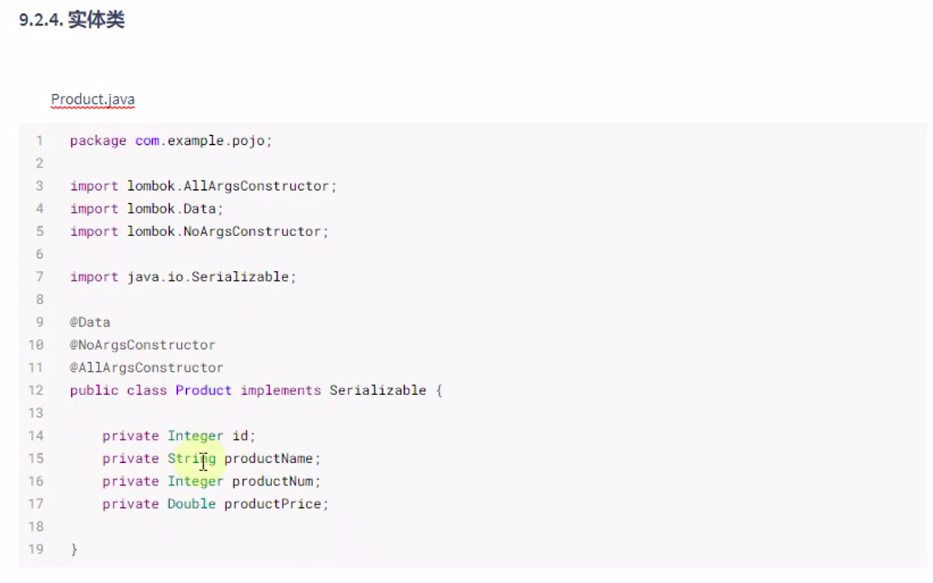 9.2.4. 实体类
Product.java
1 package com.example.pojo;
2
3 import lombok.AllArgsConstructor;
4 import lombok.Data;
5 import lombok.NoArgsConstructor;
6
7 import java.io.Serializable;
8
9 @Data
10 @NoArgsConstructor
11 @AllArgsConstructor
12 public class Product implements Serializable {
13
14 private Integer id;
15 private String productName;
16 private Integer productNum;
17 private Double productPrice;
18
19 }